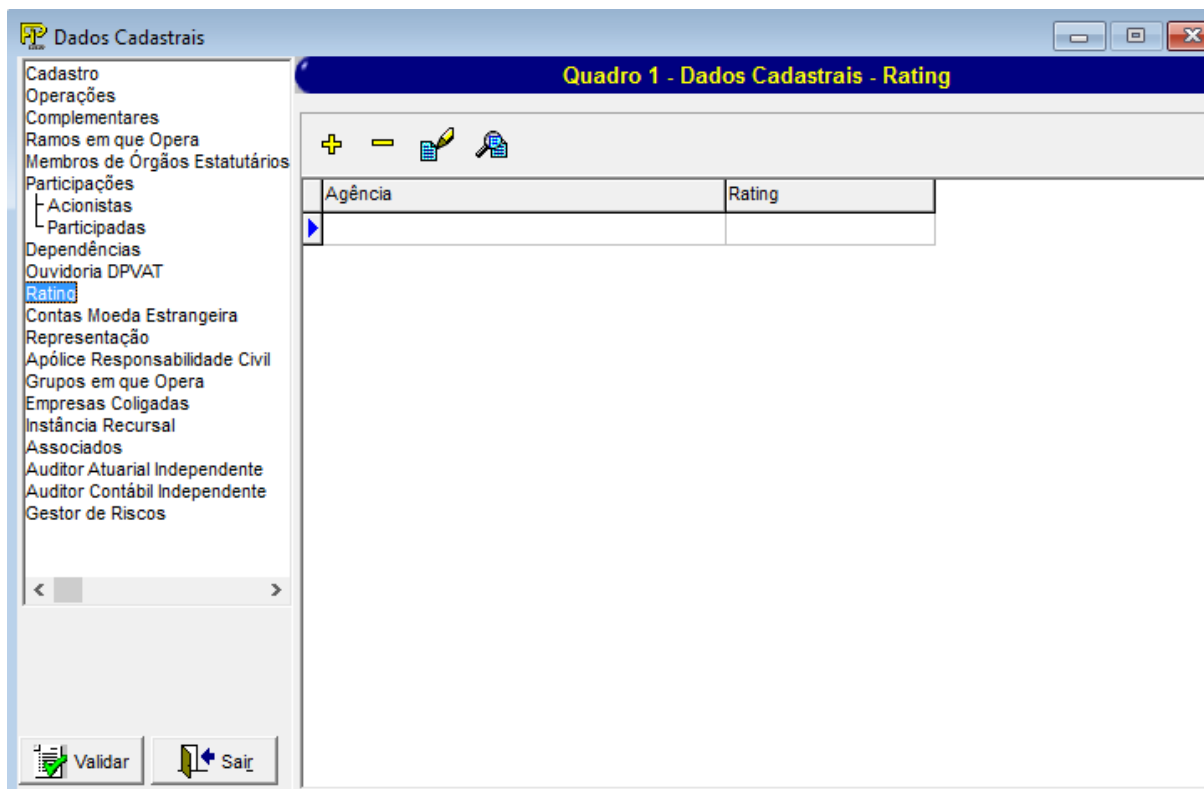 Dados Cadastrais
Cadastro
Operações
Complementares
Ramos em que Opera
Membros de Órgãos Estatutários
Participações
Acionistas
Participadas
Dependências
Ouvidoria DPVAT
Rating
Contas Moeda Estrangeira
Representação
Apólice Responsabilidade Civil
Grupos em que Opera
Empresas Coligadas
Instância Recursal
Associados
Auditor Atuarial Independente
Auditor Contábil Independente
Gestor de Riscos
Validar
Sair
Quadro 1 - Dados Cadastrais - Rating
Agência Rating